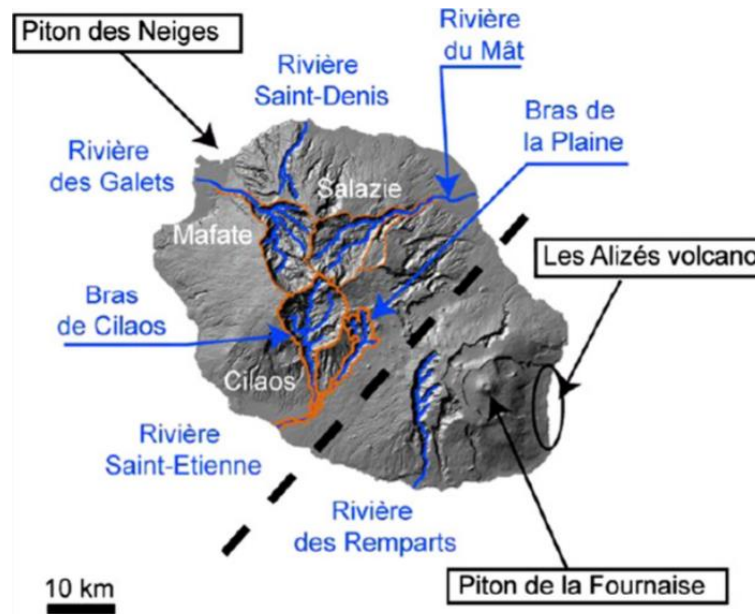 Piton des Neiges
Rivière
du Mât
Rivière
Saint-Denis
Bras de
la Plaine
Rivière
des Galets
Salazie
Mafate
Les Alizés volcano
Bras
de Cilaos
Cilaos
Rivière
Saint-Etienne
Rivière
des Remparts
Piton de la Fournaise
10 km